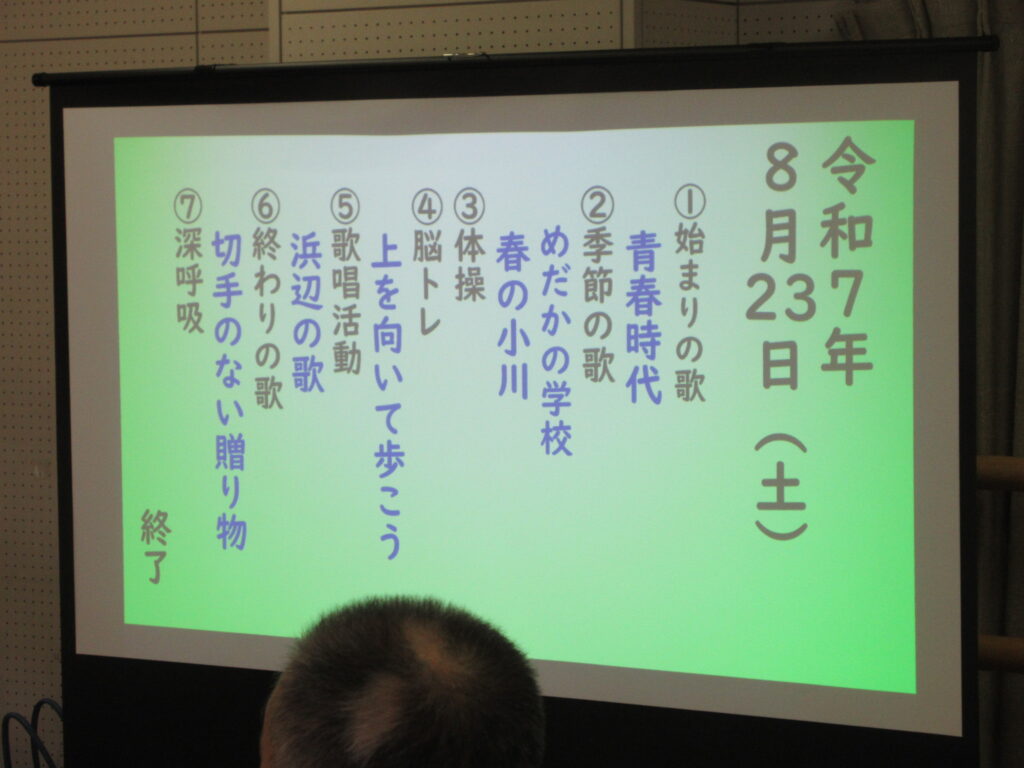 令和7年
8月23日（土）
①始まりの歌
青春時代
②季節の歌
めだかの学校
春の小川
③体操
④脳トレ
上を向いて歩こう
⑤歌唱活動
浜辺の歌
⑥終わりの歌
切手のない贈り物
⑦深呼吸
終了